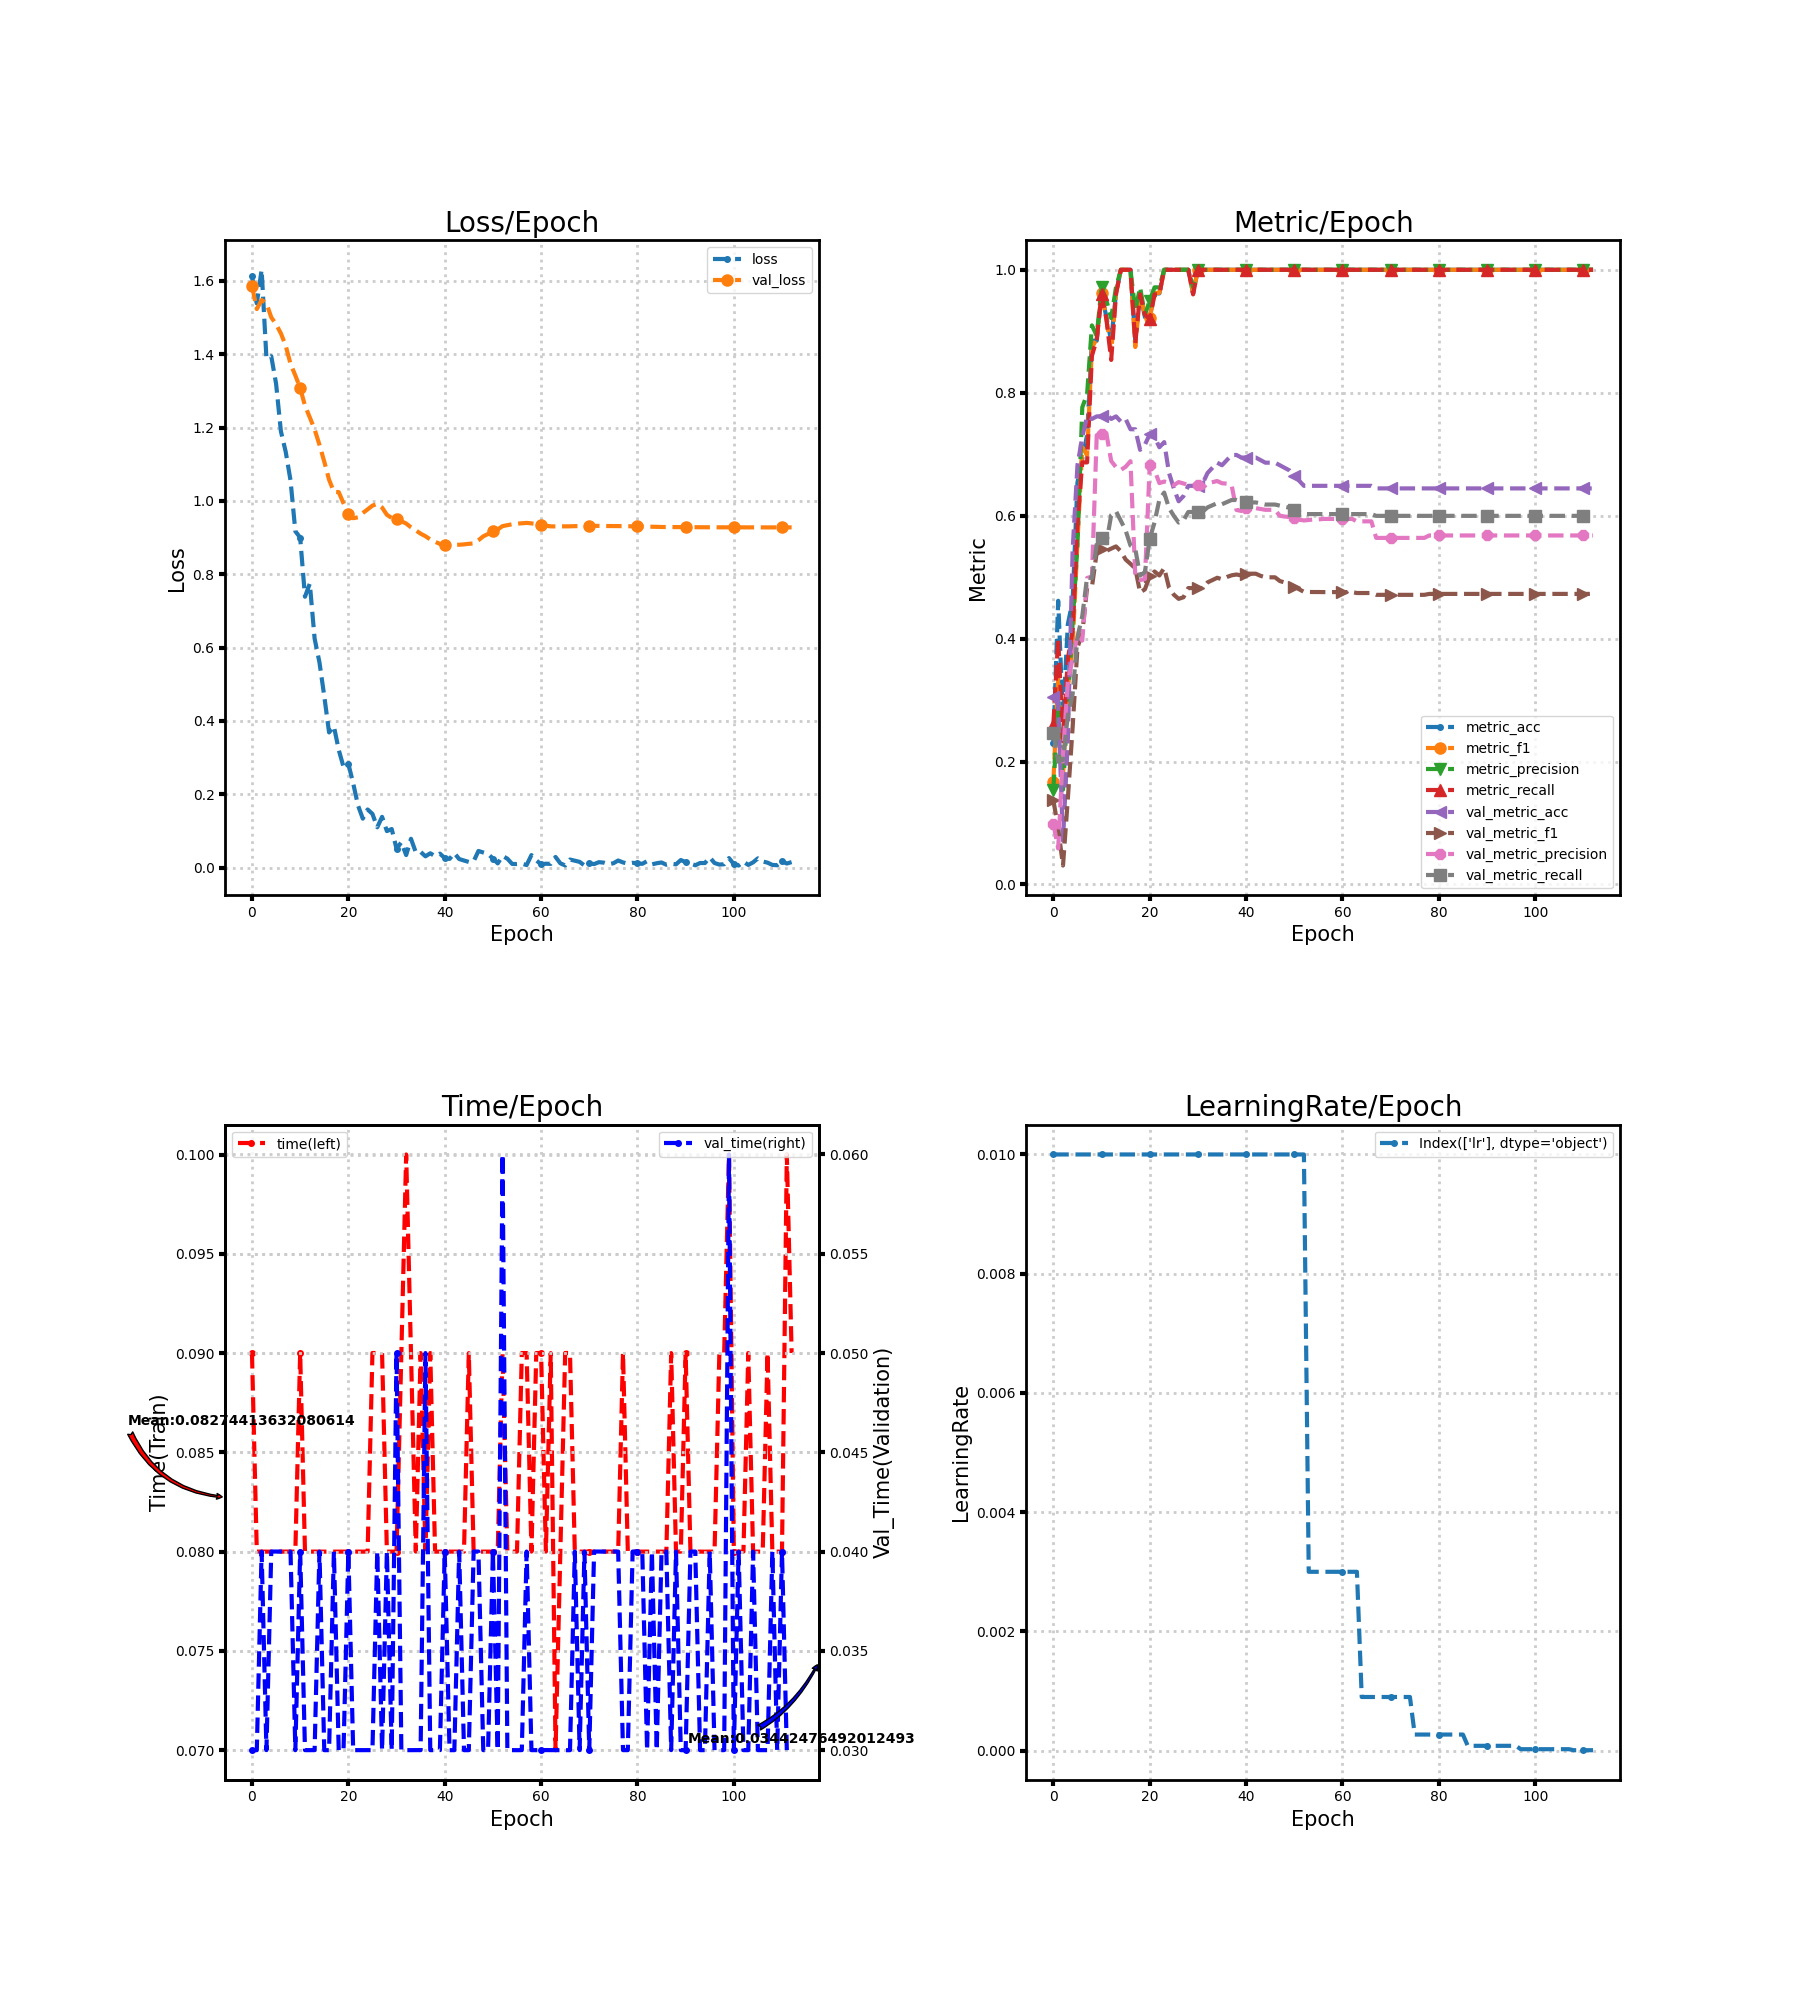 Loss/Epoch
loss
val_loss
1.6
1.4
1.2
1.0
0.8
0.6
0.4
0.2
0.0
Loss
0 20 40 60 80 100
Epoch
Metric/Epoch
1.0
0.8
0.6
0.4
0.2
0.0
Metric
metric_acc
metric_f1
metric_precision
metric_recall
val_metric_acc
val_metric_f1
val_metric_precision
val_metric_recall
0 20 40 60 80 100
Epoch
Time/Epoch
time(left)
val_time(right)
0.100
0.095
0.090
0.085
0.080
0.075
0.070
Time(Train)
Mean:0.08274413632080614
0.060
0.055
0.050
0.045
0.040
0.035
0.030
Val_Time(Validation)
Mean:0.03442476492012493
0 20 40 60 80 100
Epoch
LearningRate/Epoch
Index(['lr'], dtype='object')
0.010
0.008
0.006
0.004
0.002
0.000
LearningRate
0 20 40 60 80 100
Epoch